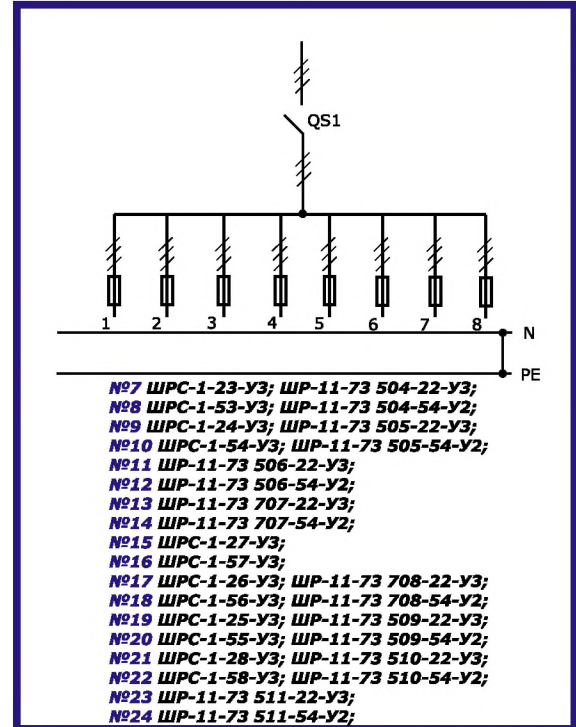 QS1
1 2 3 4 5 6 7 8
N
PE
№7 ШРС-1-23-У3; ШР-11-73 504-22-У3;
№8 ШРС-1-53-У3; ШР-11-73 504-54-У2;
№9 ШРС-1-24-У3; ШР-11-73 505-22-У3;
№10 ШРС-1-54-У3; ШР-11-73 505-54-У2;
№11 ШР-11-73 506-22-У3;
№12 ШР-11-73 506-54-У2;
№13 ШР-11-73 707-22-У3;
№14 ШР-11-73 707-54-У2;
№15 ШРС-1-27-У3;
№16 ШРС-1-57-У3;
№17 ШРС-1-26-У3; ШР-11-73 708-22-У3;
№18 ШРС-1-56-У3; ШР-11-73 708-54-У2;
№19 ШРС-1-25-У3; ШР-11-73 509-22-У3;
№20 ШРС-1-55-У3; ШР-11-73 509-54-У2;
№21 ШРС-1-28-У3; ШР-11-73 510-22-У3;
№22 ШРС-1-58-У3; ШР-11-73 510-54-У2;
№23 ШР-11-73 511-22-У3;
№24 ШР-11-73 511-54-У2;